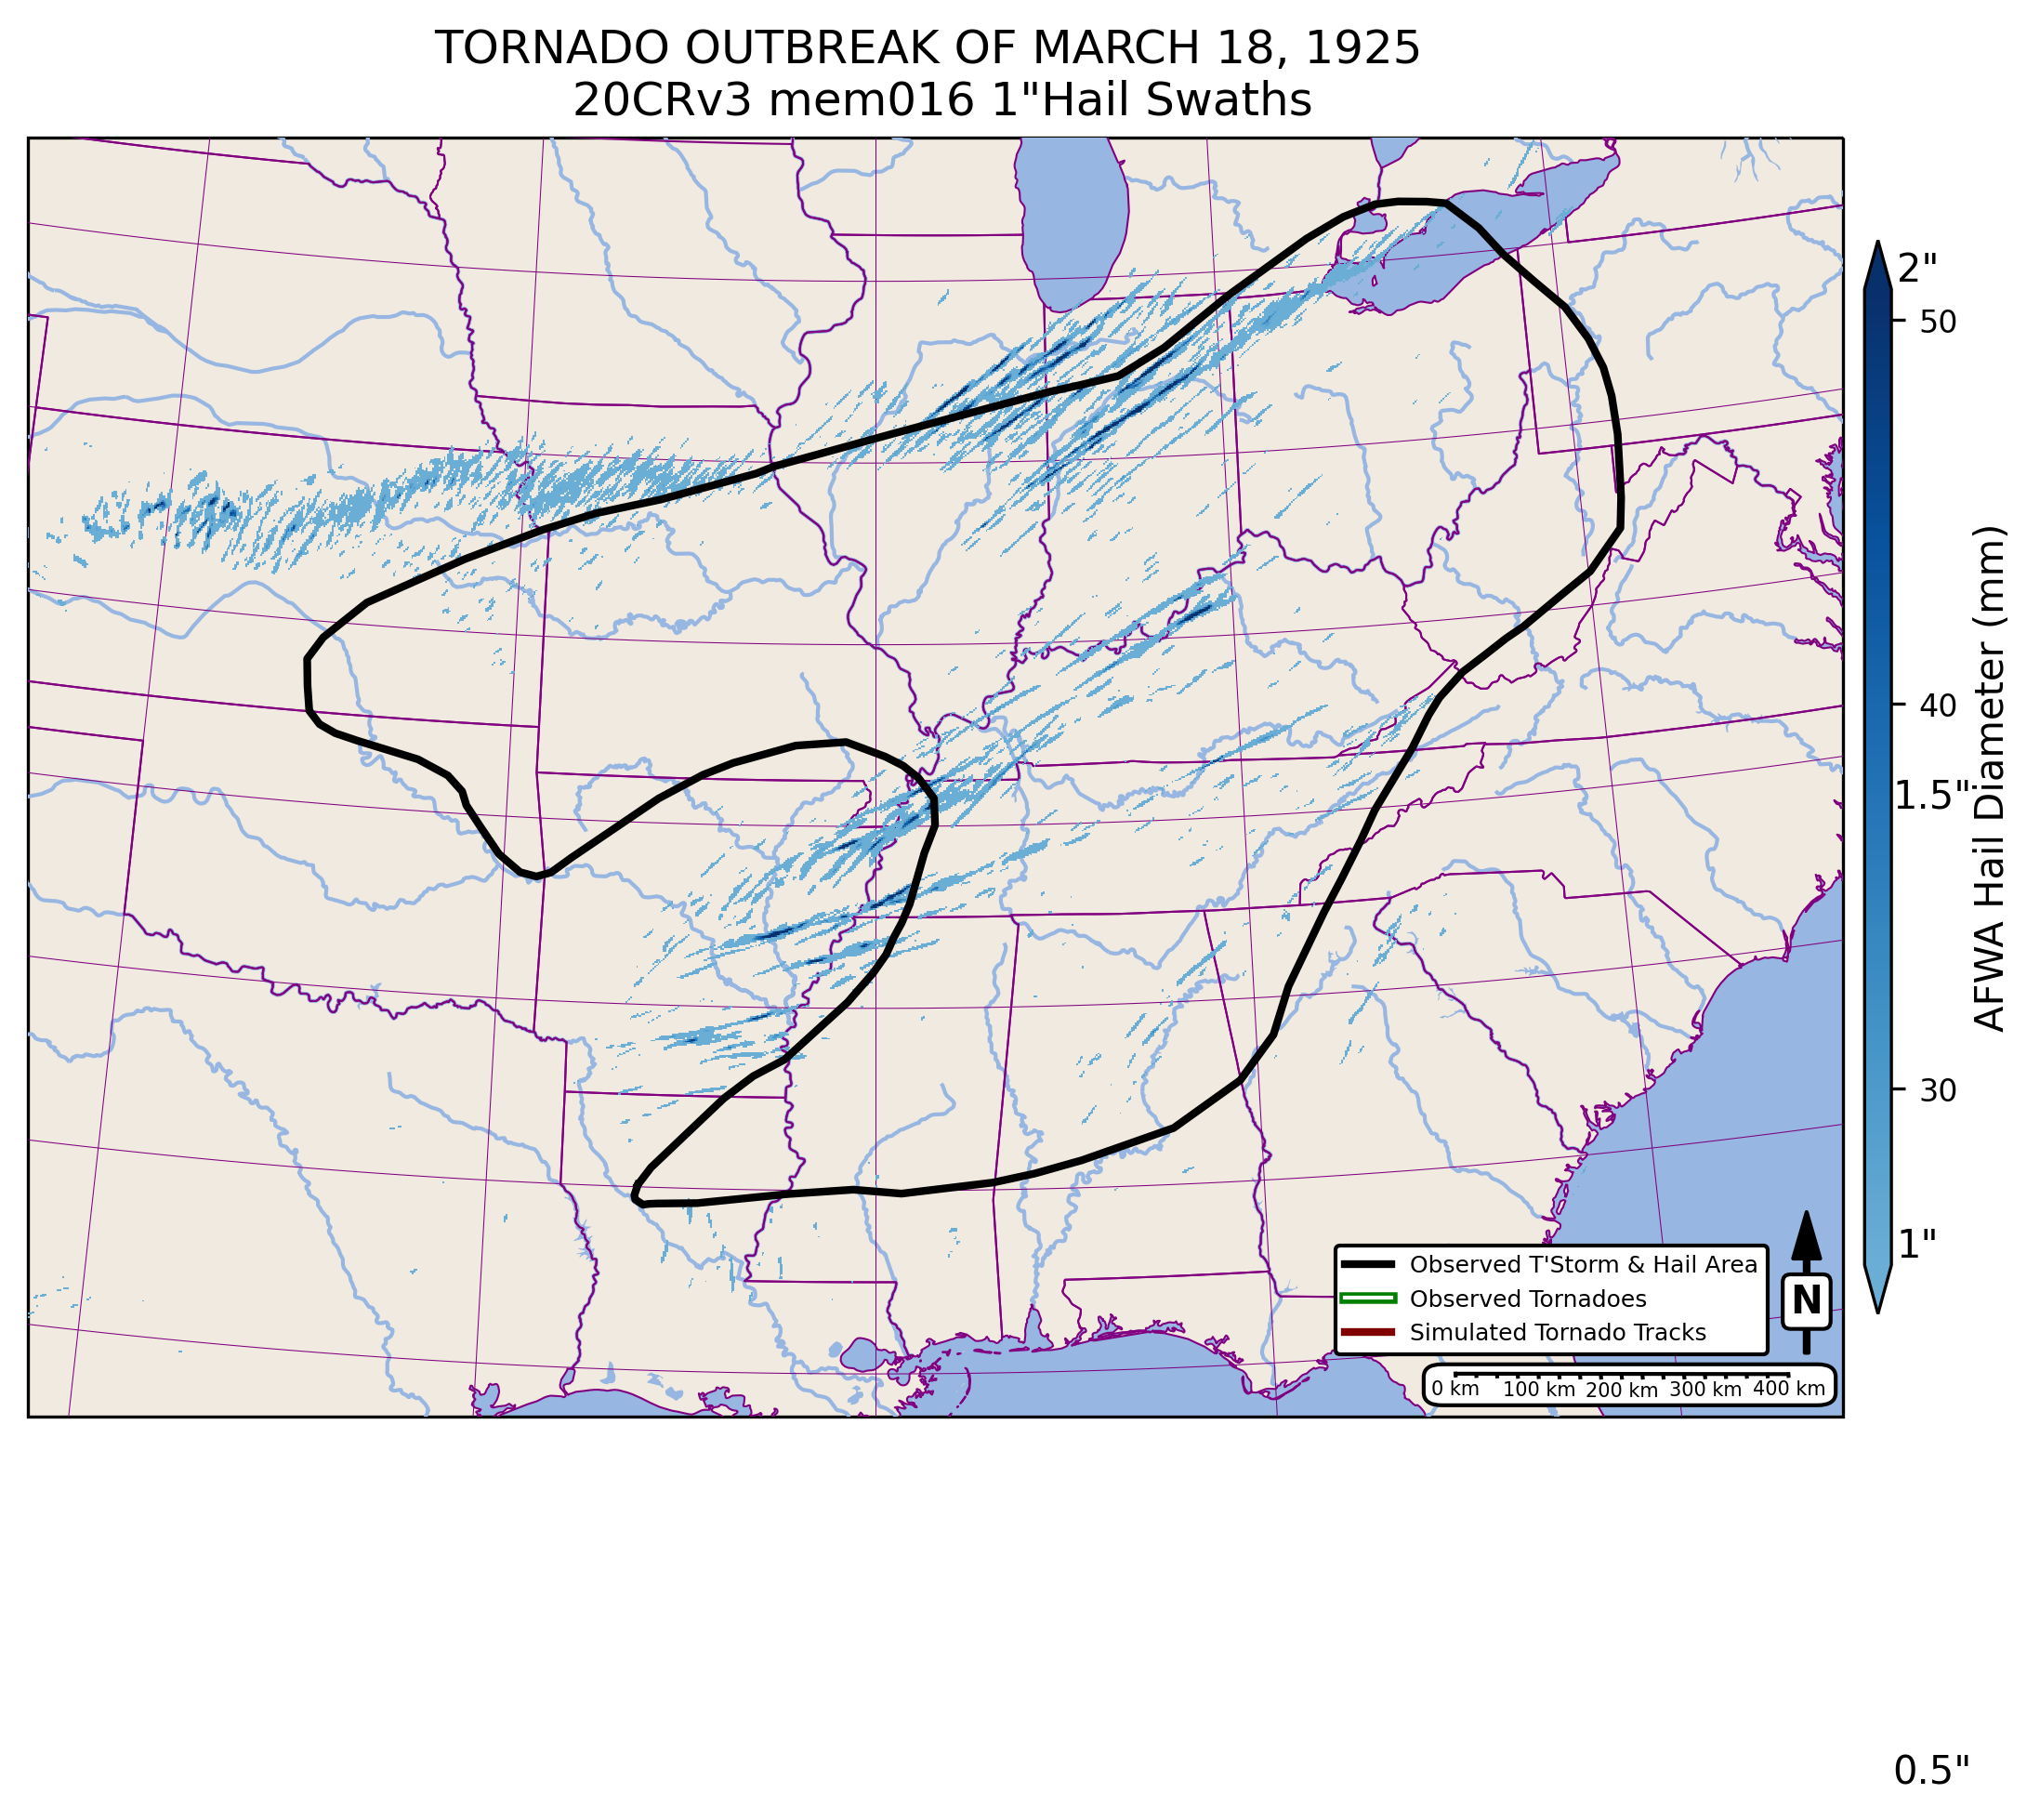 TORNADO OUTBREAK OF MARCH 18, 1925
20CRv3 mem016 1"Hail Swaths
2"
50
40
1.5"
30
1"
0.5"
AFWA Hail Diameter (mm)
Observed T'Storm & Hail Area
Observed Tornadoes
Simulated Tornado Tracks
N
0 km 100 km 200 km 300 km 400 km